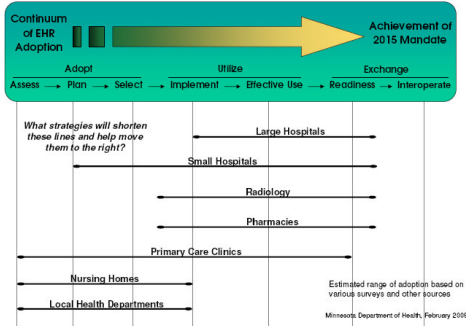 Continuum
of EHR
Adoption
Achievement of
2015 Mandate
Adopt
Utilize
Exchange
Assess
Plan
Select
Implement
Effective Use
Readiness
Interoperate
What strategies will shorten
these lines and help move
them to the right?
Large Hospitals
Small Hospitals
Radiology
Pharmacies
Primary Care Clinics
Nursing Homes
Local Health Departments
Estimated range of adoption based on
various surveys and other sources
Minnesota Department of Health, February 2008